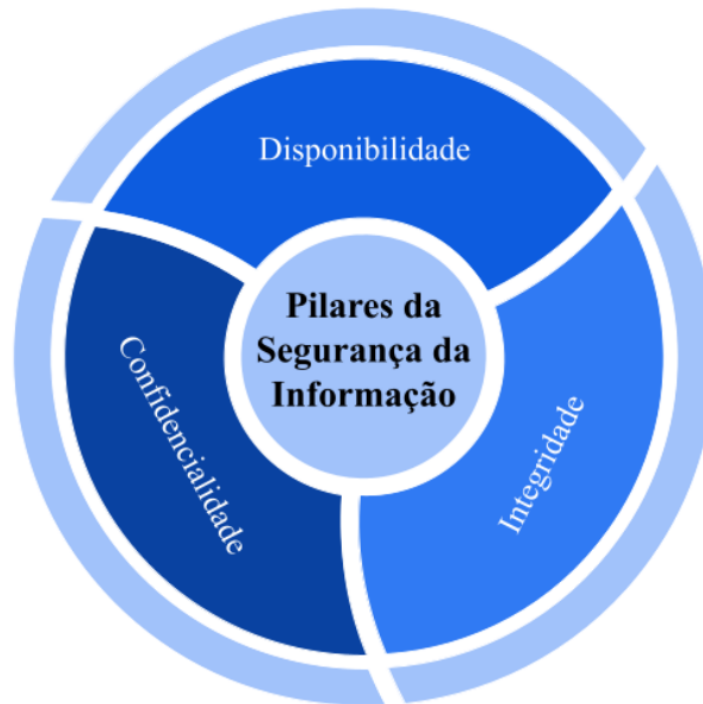 Disponibilidade
Pilares da
Segurança da
Informação
Confidencialidade
Integridade